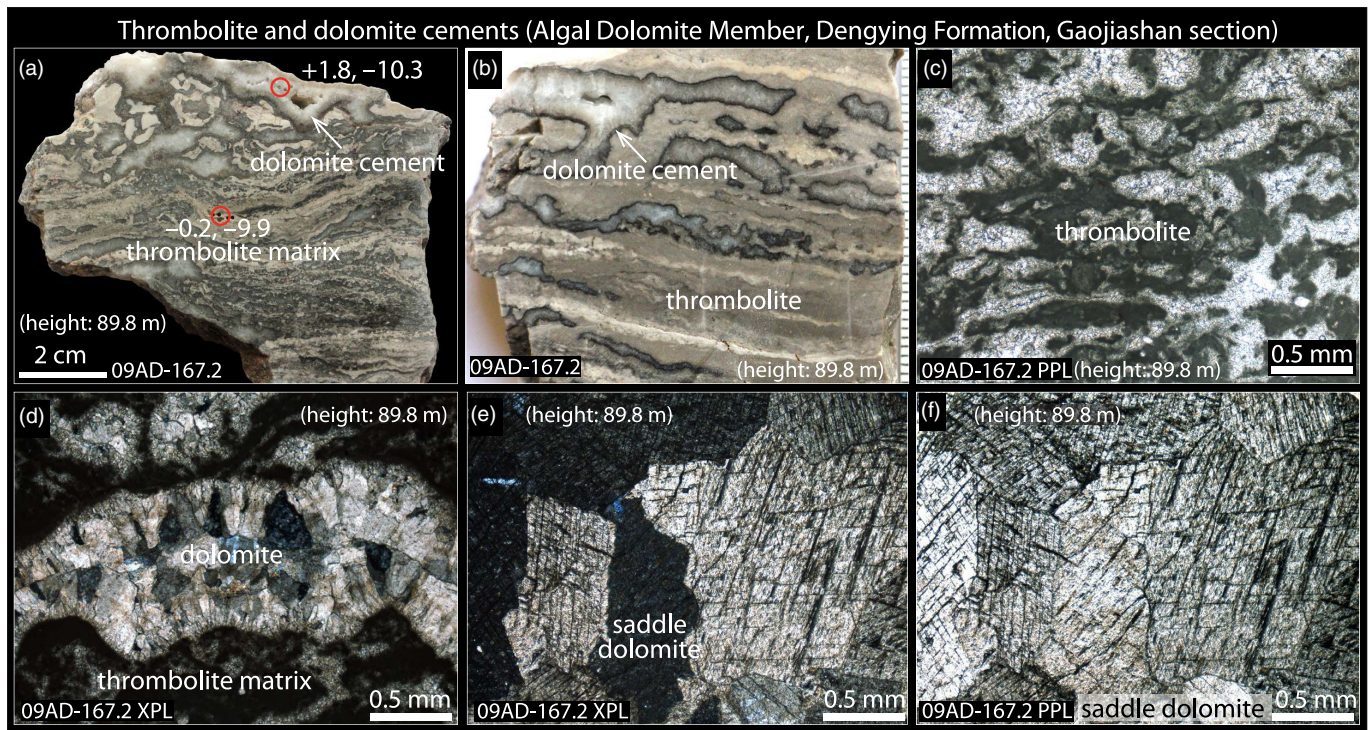 Thrombolite and dolomite cements (Algal Dolomite Member, Dengying Formation, Gaojiashan section)
(a)
+1.8, –10.3
dolomite cement
–0.2, –9.9
thrombolite matrix
(height: 89.8 m)
2 cm
09AD-167.2
(b)
dolomite cement
thrombolite
09AD-167.2
(height: 89.8 m)
(c)
thrombolite
0.5 mm
09AD-167.2 PPL (height: 89.8 m)
(d)
(height: 89.8 m)
dolomite
thrombolite matrix
0.5 mm
09AD-167.2 XPL
(e)
(height: 89.8 m)
saddle
dolomite
0.5 mm
09AD-167.2 XPL
(f)
(height: 89.8 m)
0.5 mm
09AD-167.2 PPL saddle dolomite